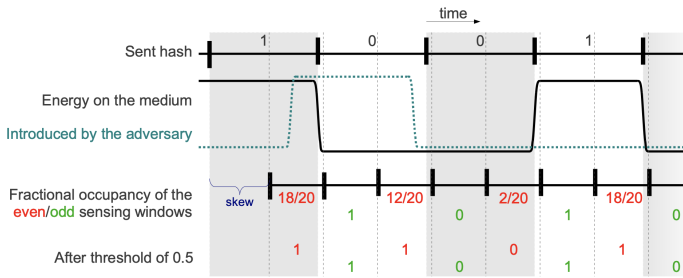 time
Sent hash 1 0 0 1
Energy on the medium
Introduced by the adversary
Fractional occupancy of the
even/odd sensing windows
skew
18/20 12/20 2/20 18/20
1 0 1 0
After threshold of 0.5
1 1 0 1
1 0 1 0